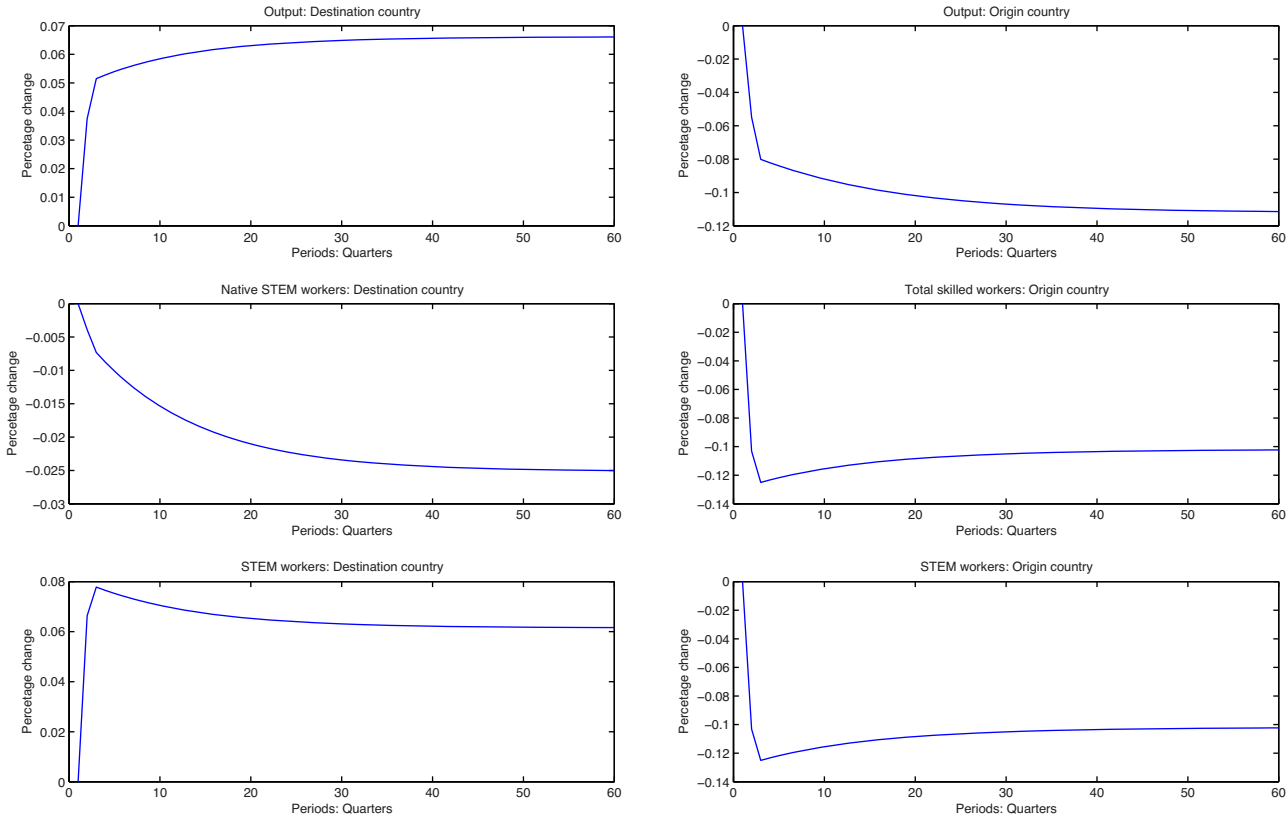 Output: Destination country
Percetage change
0.07
0.06
0.05
0.04
0.03
0.02
0.01
0
0 10 20 30 40 50 60
Periods: Quarters
Output: Origin country
Percetage change
0
−0.02
−0.04
−0.06
−0.08
−0.1
−0.12
0 10 20 30 40 50 60
Periods: Quarters
Native STEM workers: Destination country
Percetage change
0
−0.005
−0.01
−0.015
−0.02
−0.025
−0.03
0 10 20 30 40 50 60
Periods: Quarters
Total skilled workers: Origin country
Percetage change
0
−0.02
−0.04
−0.06
−0.08
−0.1
−0.12
−0.14
0 10 20 30 40 50 60
Periods: Quarters
STEM workers: Destination country
Percetage change
0.08
0.06
0.04
0.02
0
0 10 20 30 40 50 60
Periods: Quarters
STEM workers: Origin country
Percetage change
0
−0.02
−0.04
−0.06
−0.08
−0.1
−0.12
−0.14
0 10 20 30 40 50 60
Periods: Quarters